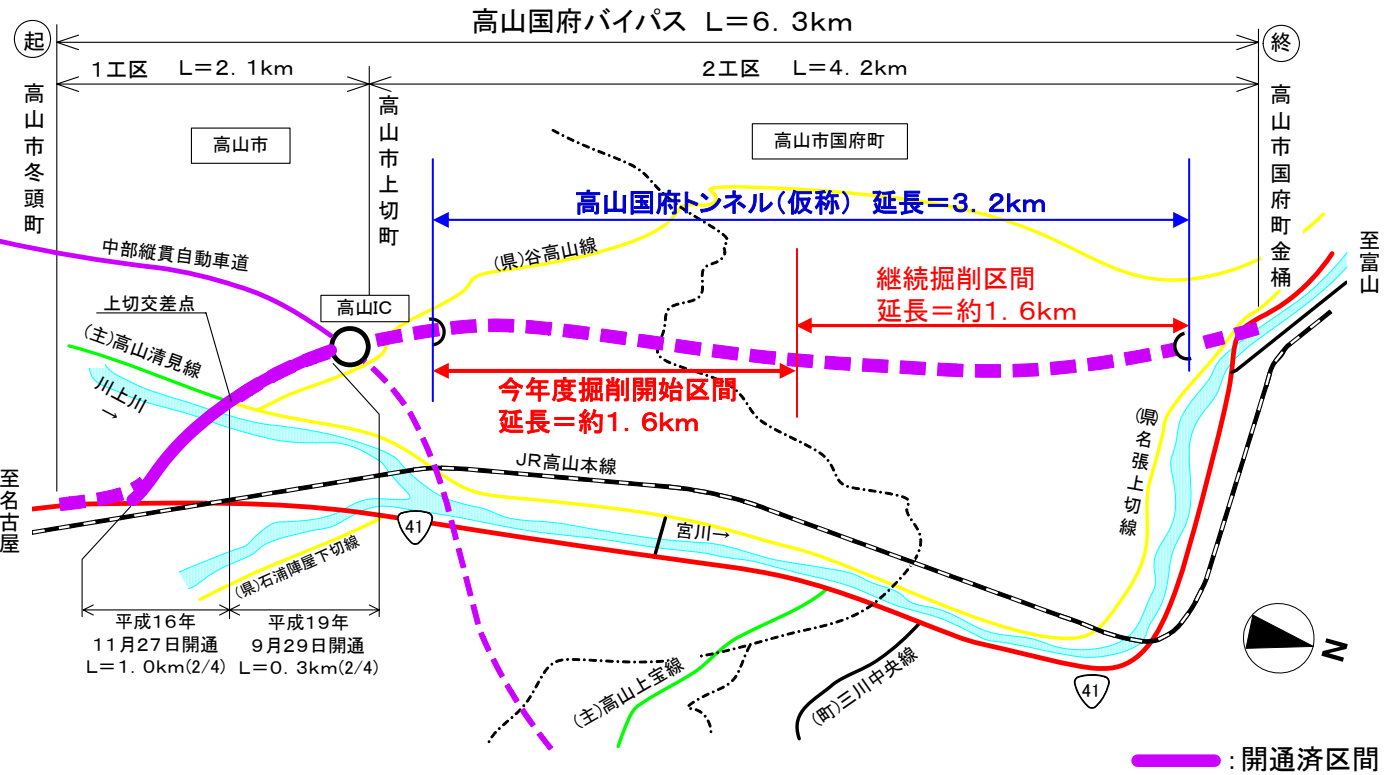 高山国府バイパス L=6.3km
起
終
1工区 L=2.1km
2工区 L=4.2km
高山市冬頭町
高山市上切町
高山市国府町金桶
高山市
高山市国府町
高山国府トンネル(仮称) 延長=3.2km
中部縦貫自動車道
(県)谷高山線
至富山
継続掘削区間
延長=約1.6km
上切交差点
高山IC
(主)高山清見線
川上川
→
今年度掘削開始区間
延長=約1.6km
(県)名張上切線
JR高山本線
至名古屋
41
宮川→
(県)石浦陣屋下切線
平成16年
11月27日開通
L=1.0km(2/4)
平成19年
9月29日開通
L=0.3km(2/4)
(主)高山上宝線
(町)三川中央線
41
N
:開通済区間